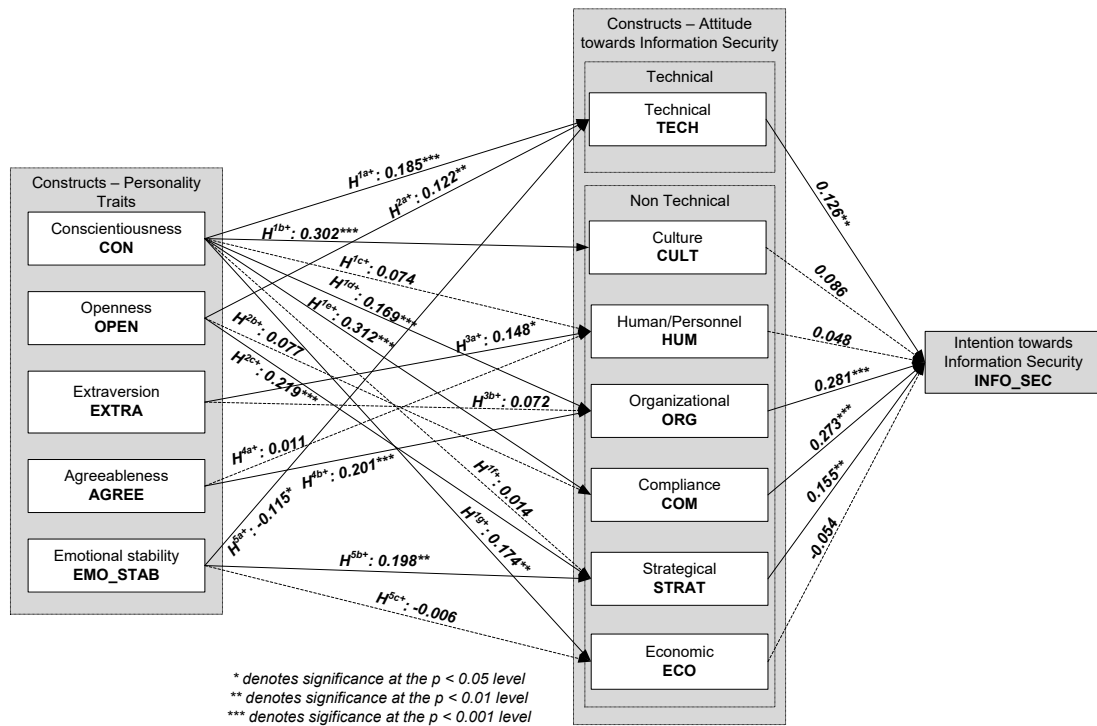 Constructs – Attitude
towards Information Security
Technical
Technical
TECH
Constructs – Personality
Traits
Conscientiousness
CON
Openness
OPEN
Extraversion
EXTRA
Agreeableness
AGREE
Emotional stability
EMO_STAB
Non Technical
Culture
CULT
Human/Personnel
HUM
Organizational
ORG
Compliance
COM
Strategical
STRAT
Economic
ECO
Intention towards
Information Security
INFO_SEC
H1a+: 0.185***
H2a+: 0.122**
H1b+: 0.302***
H1c+: 0.074
H1d+: 0.169***
H1e+: 0.312***
H2b+: 0.077
H2c+: 0.219***
H3a+: 0.148*
H3b+: 0.072
H4a+: 0.011
H4b+: 0.201***
H1f+: 0.014
H1g+: 0.174**
H5a+: -0.115*
H5b+: 0.198**
H5c+: -0.006
0.126**
0.086
0.048
0.281***
0.273***
0.155**
-0.054
* denotes significance at the p < 0.05 level
** denotes significance at the p < 0.01 level
*** denotes sigificance at the p < 0.001 level